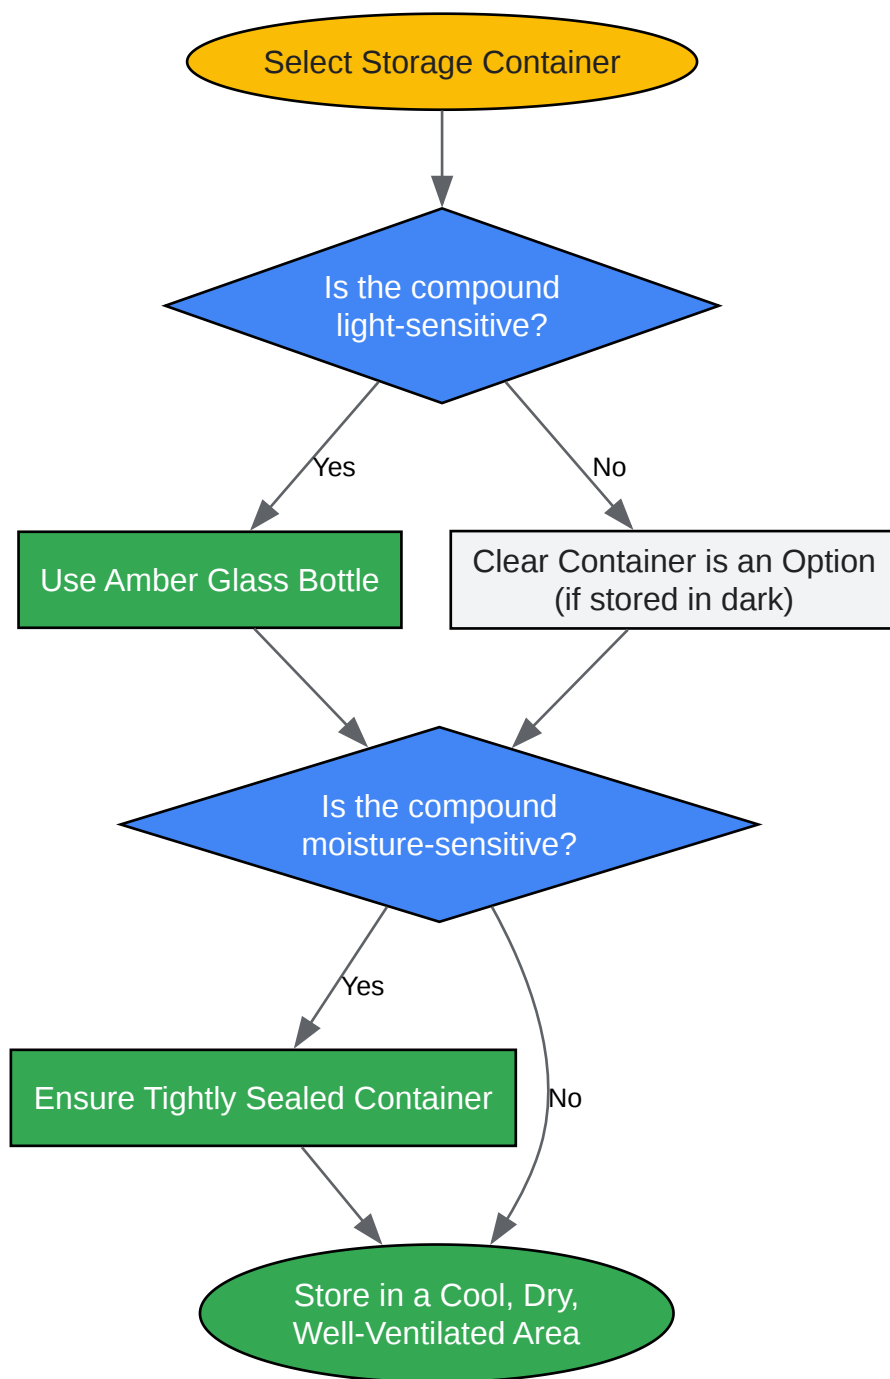 Select Storage Container
Is the compound
light-sensitive?
Yes
No
Use Amber Glass Bottle
Clear Container is an Option
(if stored in dark)
Is the compound
moisture-sensitive?
Yes
Ensure Tightly Sealed Container
No
Store in a Cool, Dry,
Well-Ventilated Area